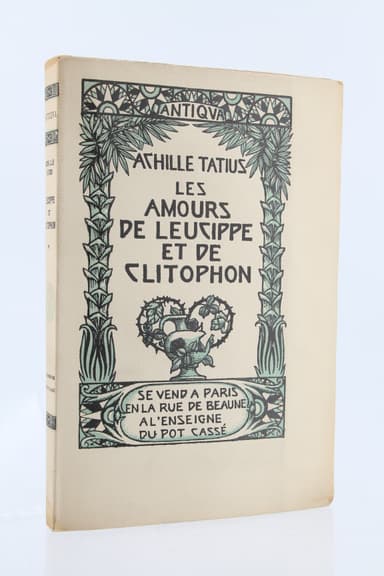 ANTIQVA
ACHILLE TATIUS
LES
AMOURS
DE LEUCIPPE
ET DE
CLITOPHON
SE VEND A PARIS
EN LA RUE DE BEAUNE
A L'ENSEIGNE
DU POT CASSÉ